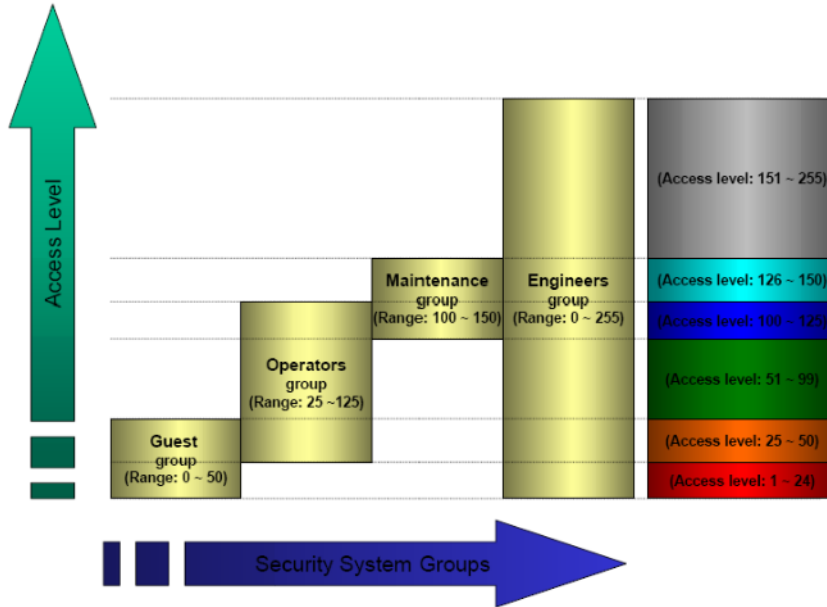 Access Level
(Access level: 151 ~ 255)
Maintenance
group
(Range: 100 ~ 150)
Engineers
group
(Range: 0 ~ 255)
(Access level: 126 ~ 150)
(Access level: 100 ~ 125)
Operators
group
(Range: 25 ~125)
(Access level: 51 ~ 99)
Guest
group
(Range: 0 ~ 50)
(Access level: 25 ~ 50)
(Access level: 1 ~ 24)
Security System Groups